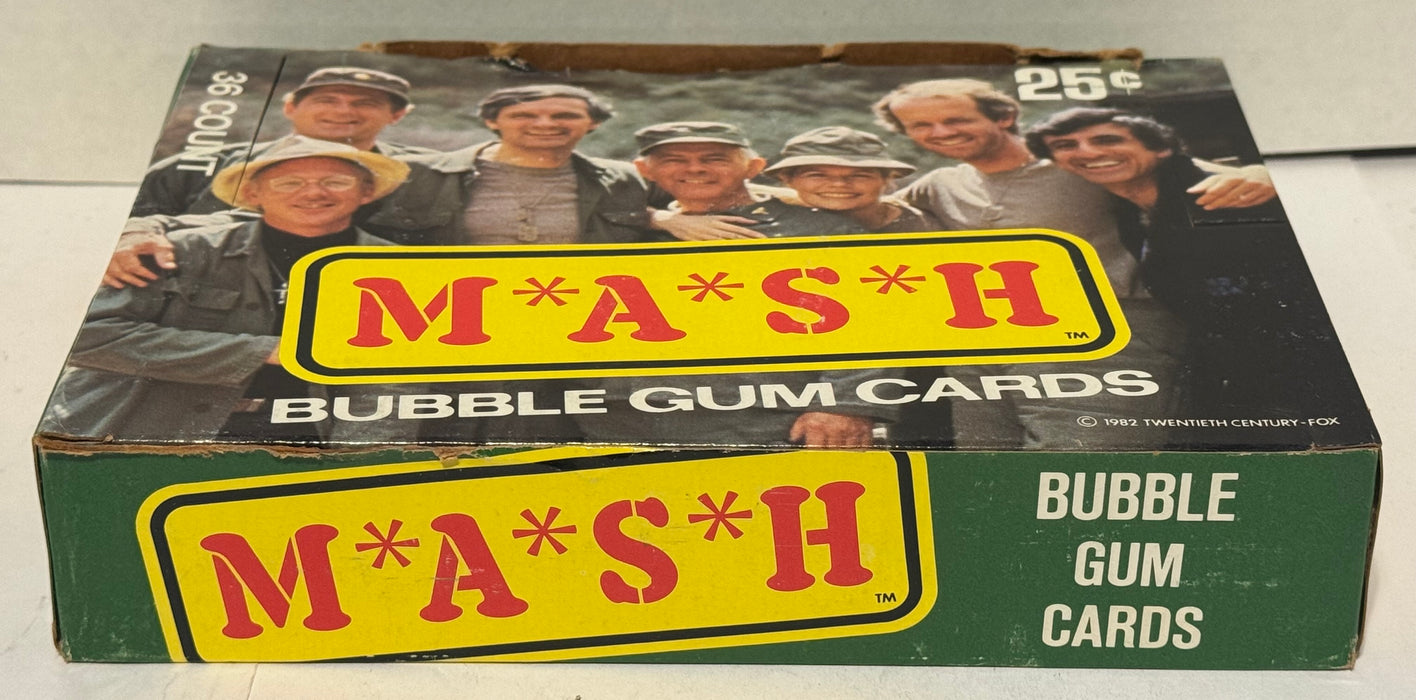 36 COUNT
25¢
M*A*S*H
TM
BUBBLE GUM CARDS
© 1982 TWENTIETH CENTURY-FOX
M*A*S*H
TM
BUBBLE
GUM
CARDS